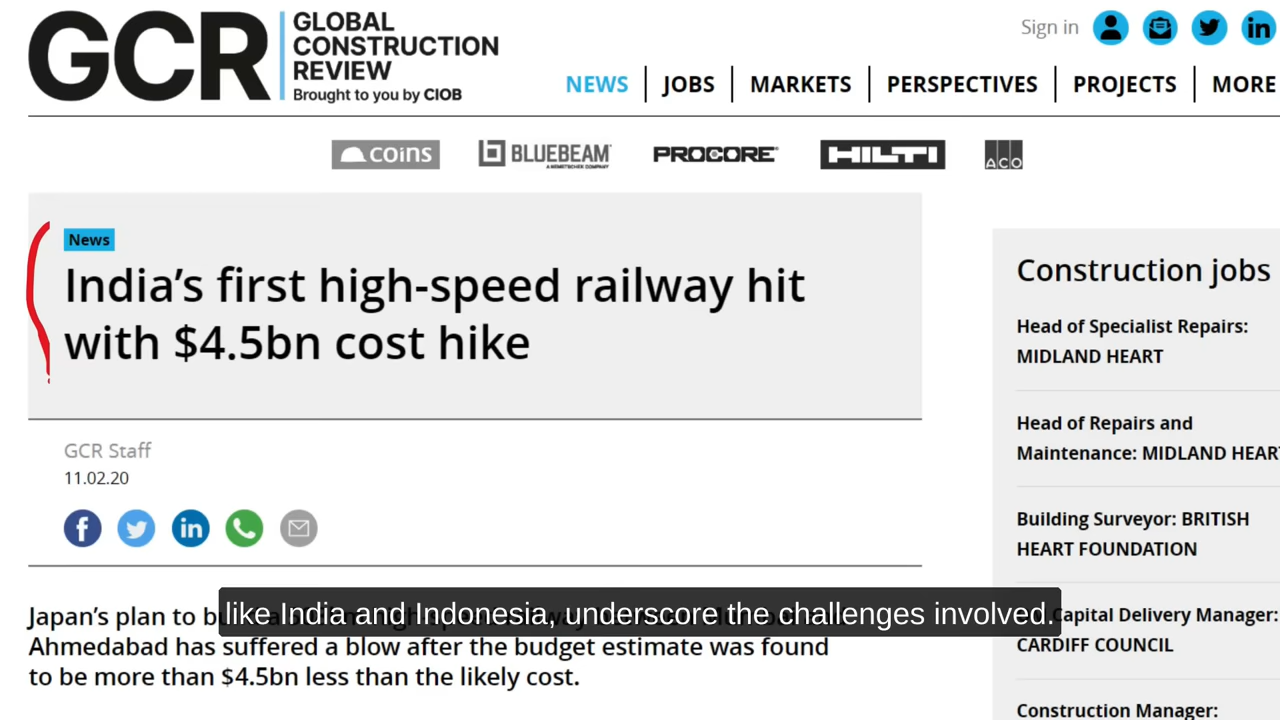 GCR
GLOBAL
CONSTRUCTION
REVIEW
Brought to you by CIOB
Sign in
NEWS
JOBS
MARKETS
PERSPECTIVES
PROJECTS
MORE
COINS
BLUEBEAM
A NEMETSCHEK COMPANY
PROCORE
HILTI
ACO
News
India's first high-speed railway hit
with $4.5bn cost hike
GCR Staff
11.02.20
Japan's plan to
like India and Indonesia, underscore the challenges involved.
Ahmedabad has suffered a blow after the budget estimate was found
to be more than $4.5bn less than the likely cost.
Construction jobs
Head of Specialist Repairs:
MIDLAND HEART
Head of Repairs and
Maintenance: MIDLAND HEART
Building Surveyor: BRITISH
HEART FOUNDATION
Capital Delivery Manager:
CARDIFF COUNCIL
Construction Manager: